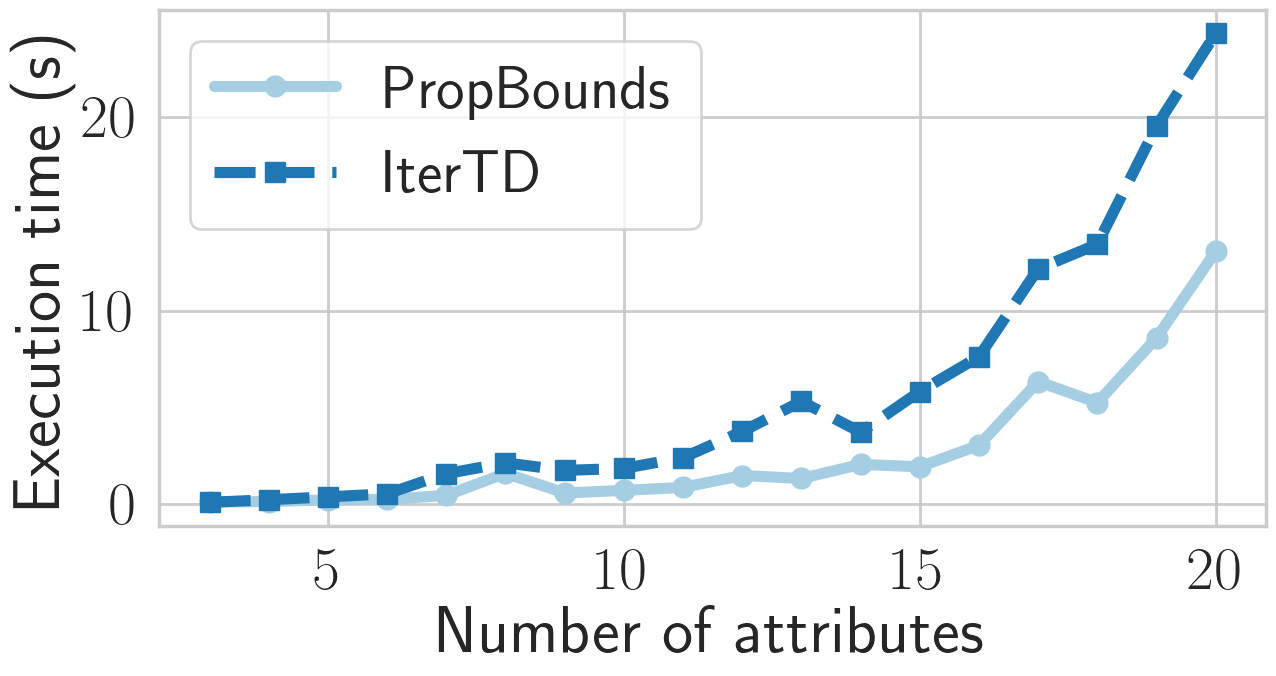 Execution time (s)
20
10
0
PropBounds
IterTD
5 10 15 20
Number of attributes